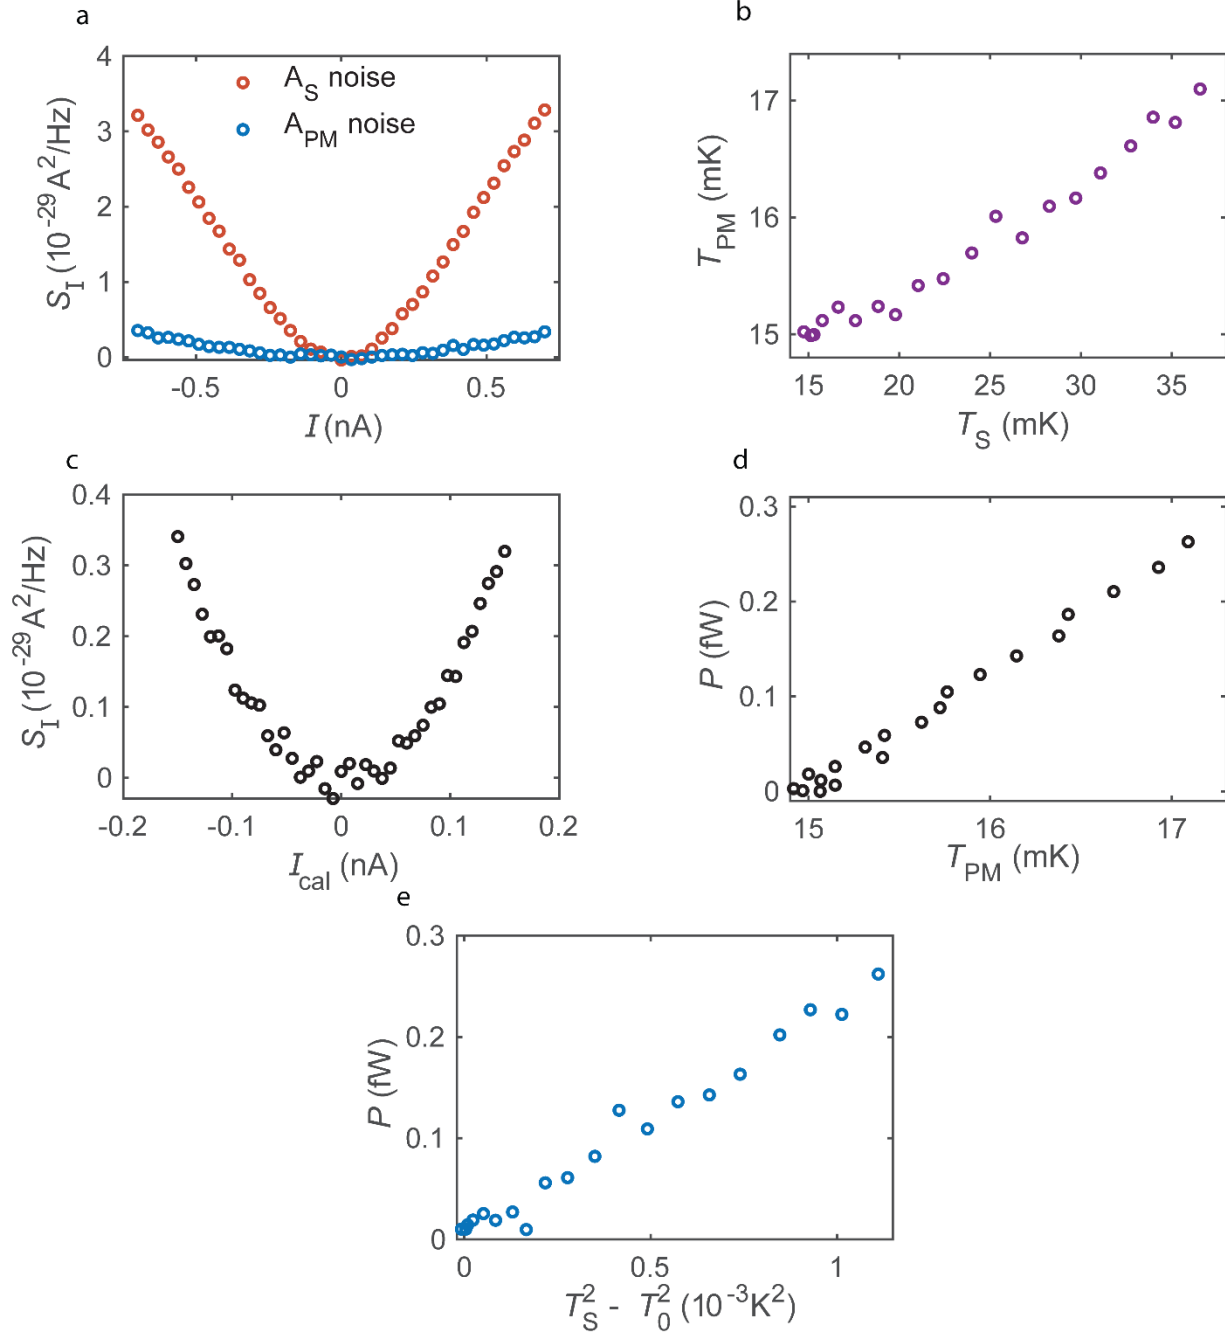 a
4
3
2
1
0
S_I (10^-29 A^2/Hz)
A_S noise
A_PM noise
-0.5 0 0.5
I (nA)
b
17
16
15
T_PM (mK)
15 20 25 30 35
T_S (mK)
c
0.4
0.3
0.2
0.1
0
S_I (10^-29 A^2/Hz)
-0.2 -0.1 0 0.1 0.2
I_cal (nA)
d
0.3
0.2
0.1
0
P (fW)
15 16 17
T_PM (mK)
e
0.3
0.2
0.1
0
P (fW)
0 0.5 1
T_S^2 - T_0^2 (10^-3 K^2)